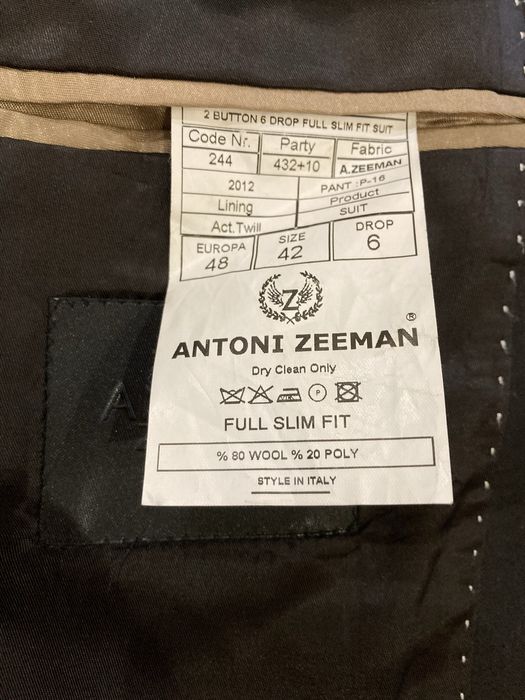 2 BUTTON 6 DROP FULL SLIM FIT SUIT
Code Nr. Party Fabric
244 432+10 A.ZEEMAN
2012 PANT:P-16
Lining Product
Act.Twill SUIT
EUROPA SIZE DROP
48 42 6
Z
ANTONI ZEEMAN ®
Dry Clean Only
P
FULL SLIM FIT
% 80 WOOL % 20 POLY
STYLE IN ITALY
A